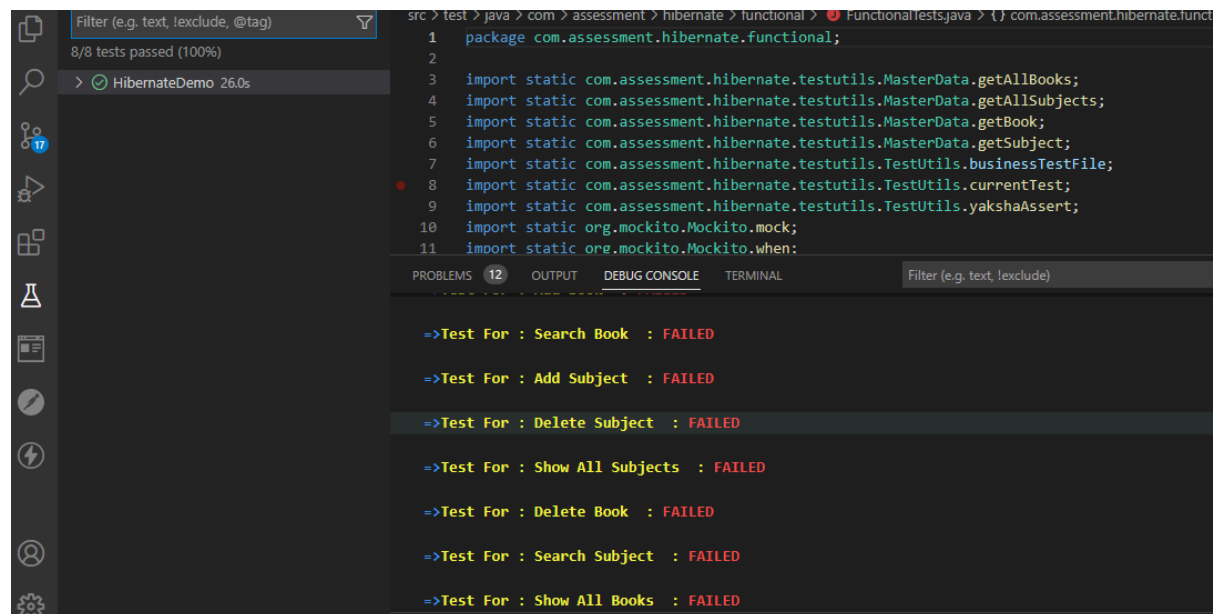 Filter (e.g. text, !exclude, @tag)
8/8 tests passed (100%)
HibernateDemo 26.0s
17
src > test > java > com > assessment > hibernate > functional > J FunctionalTests.java > {} com.assessment.hibernate.funct
1 package com.assessment.hibernate.functional;
2
3 import static com.assessment.hibernate.testutils.MasterData.getAllBooks;
4 import static com.assessment.hibernate.testutils.MasterData.getAllSubjects;
5 import static com.assessment.hibernate.testutils.MasterData.getBook;
6 import static com.assessment.hibernate.testutils.MasterData.getSubject;
7 import static com.assessment.hibernate.testutils.TestUtils.businessTestFile;
8 import static com.assessment.hibernate.testutils.TestUtils.currentTest;
9 import static com.assessment.hibernate.testutils.TestUtils.yakshaAssert;
10 import static org.mockito.Mockito.mock;
11 import static org.mockito.Mockito.when;
PROBLEMS 12 OUTPUT DEBUG CONSOLE TERMINAL Filter (e.g. text, !exclude)
=>Test For : Search Book : FAILED
=>Test For : Add Subject : FAILED
=>Test For : Delete Subject : FAILED
=>Test For : Show All Subjects : FAILED
=>Test For : Delete Book : FAILED
=>Test For : Search Subject : FAILED
=>Test For : Show All Books : FAILED